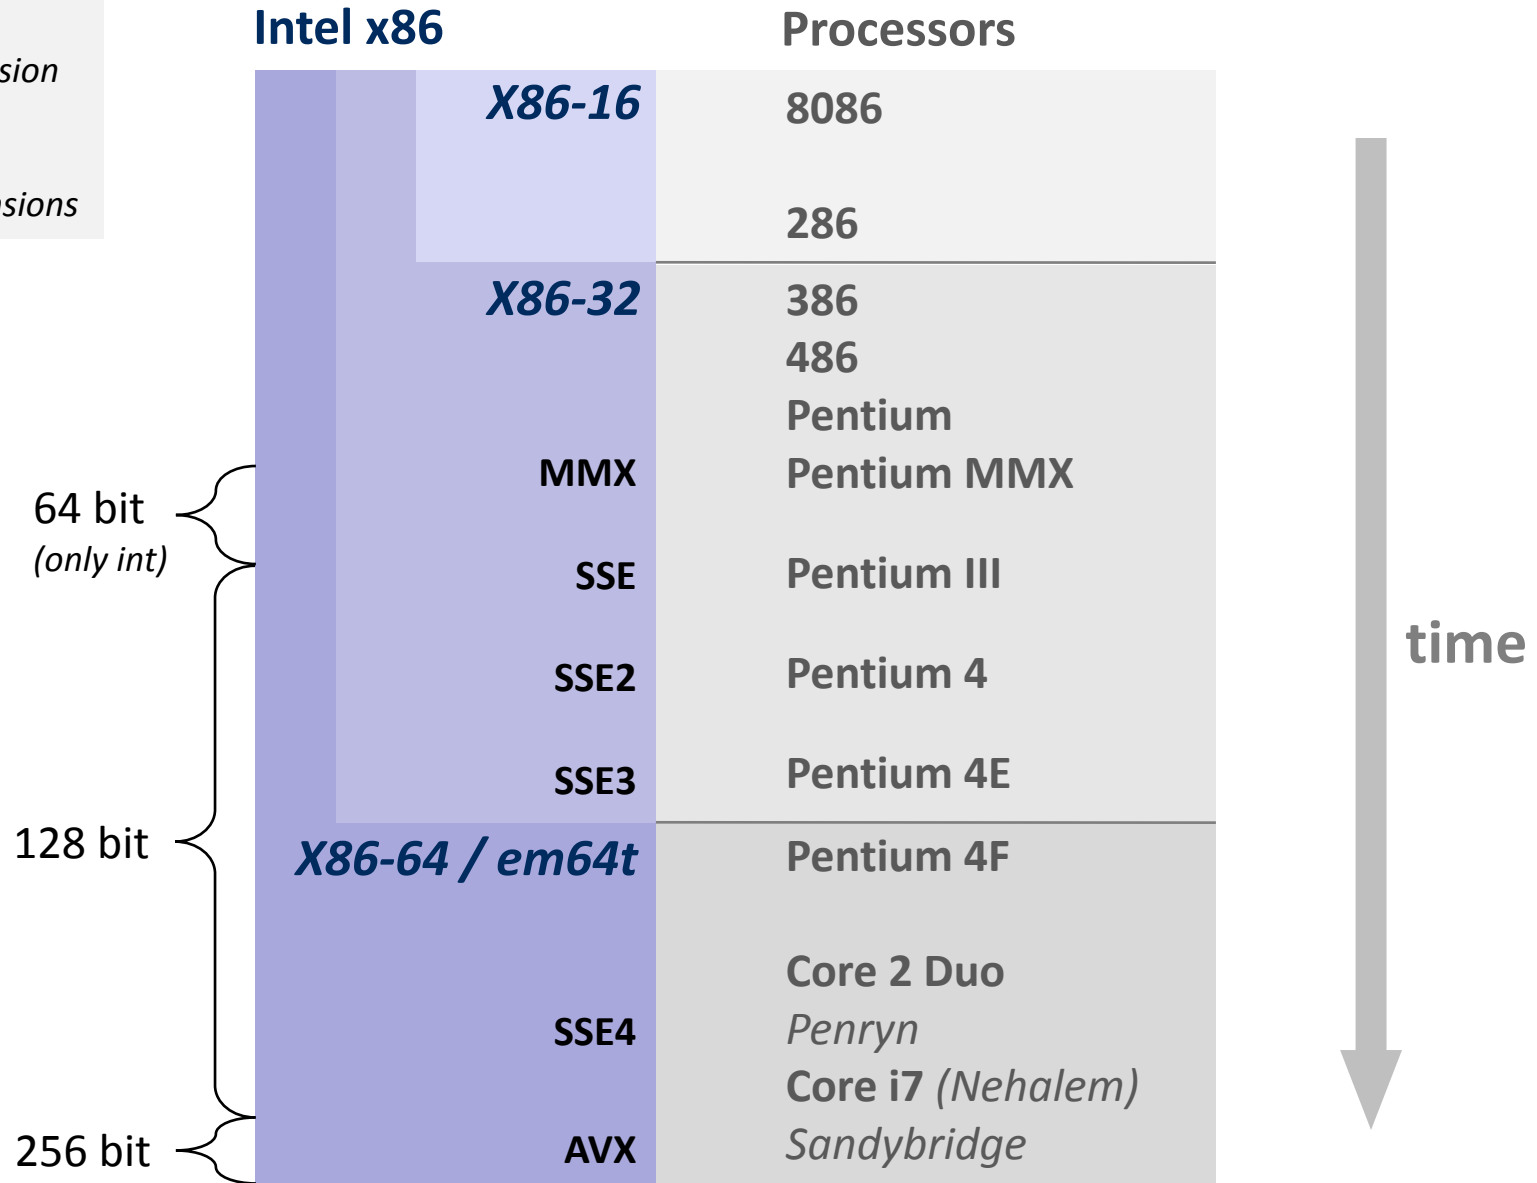 Intel x86 Processors
X86-16 8086
286
X86-32 386
486
Pentium
MMX Pentium MMX
64 bit
(only int)
SSE Pentium III
SSE2 Pentium 4
time
SSE3 Pentium 4E
128 bit
X86-64 / em64t Pentium 4F
Core 2 Duo
SSE4 Penryn
Core i7 (Nehalem)
256 bit AVX Sandybridge